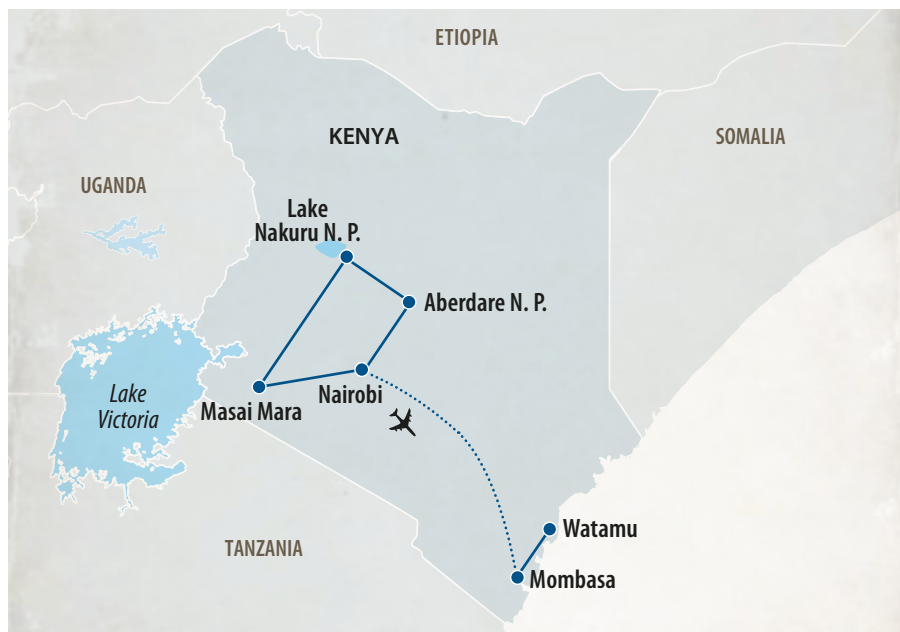 ETIOPIA
KENYA
SOMALIA
UGANDA
Lake
Nakuru N. P.
Aberdare N. P.
Nairobi
Masai Mara
Lake
Victoria
Watamu
TANZANIA
Mombasa